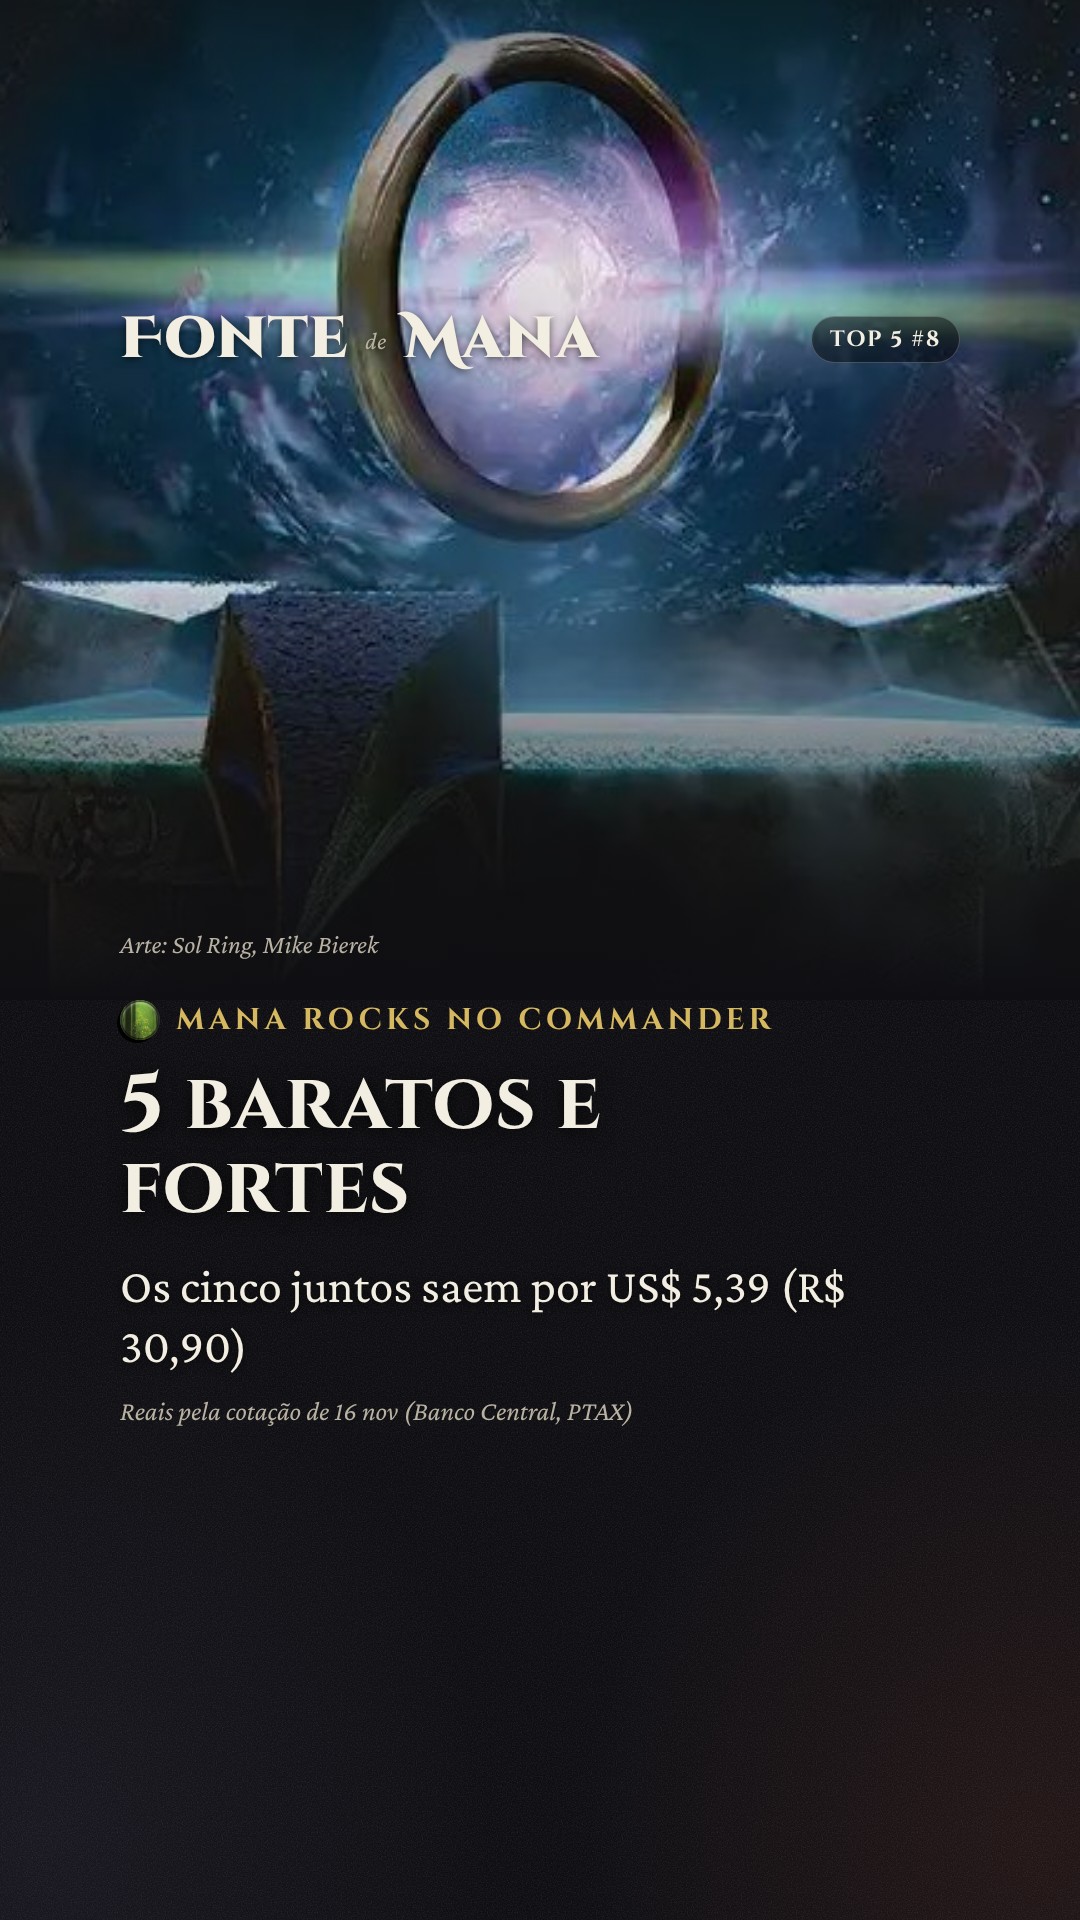 FONTE de MANA
TOP 5 #8
Arte: Sol Ring, Mike Bierek
MANA ROCKS NO COMMANDER
5 BARATOS E
FORTES
Os cinco juntos saem por US$ 5,39 (R$
30,90)
Reais pela cotação de 16 nov (Banco Central, PTAX)